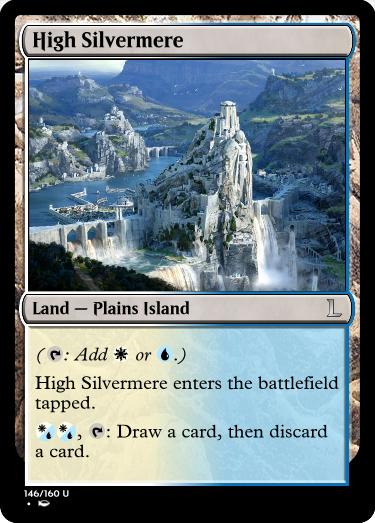 High Silvermere
Land — Plains Island
(: Add or .)
High Silvermere enters the battlefield
tapped.
, : Draw a card, then discard
a card.
146/160 U